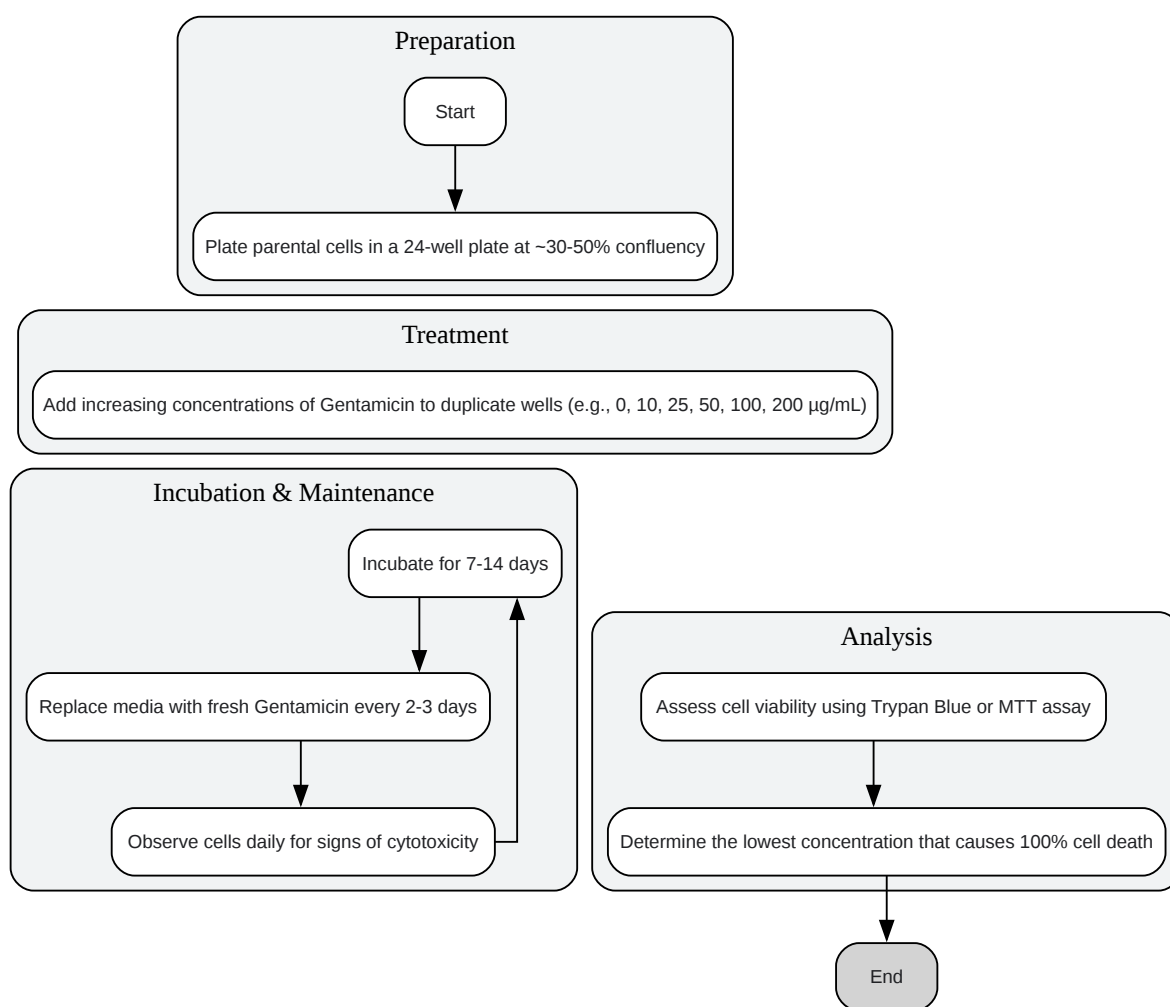 Preparation
Start
Plate parental cells in a 24-well plate at ~30-50% confluency
Treatment
Add increasing concentrations of Gentamicin to duplicate wells (e.g., 0, 10, 25, 50, 100, 200 µg/mL)
Incubation & Maintenance
Incubate for 7-14 days
Replace media with fresh Gentamicin every 2-3 days
Observe cells daily for signs of cytotoxicity
Analysis
Assess cell viability using Trypan Blue or MTT assay
Determine the lowest concentration that causes 100% cell death
End